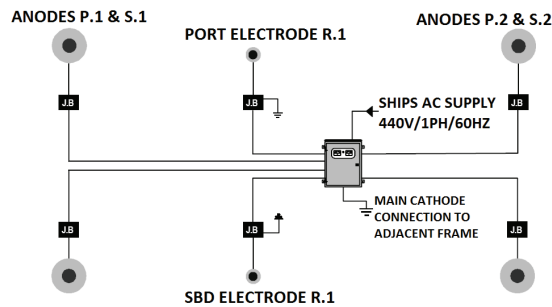 ANODES P.1 & S.1
PORT ELECTRODE R.1
ANODES P.2 & S.2
J.B
J.B
J.B
SHIPS AC SUPPLY
440V/1PH/60HZ
MAIN CATHODE
CONNECTION TO
ADJACENT FRAME
J.B
J.B
J.B
SBD ELECTRODE R.1